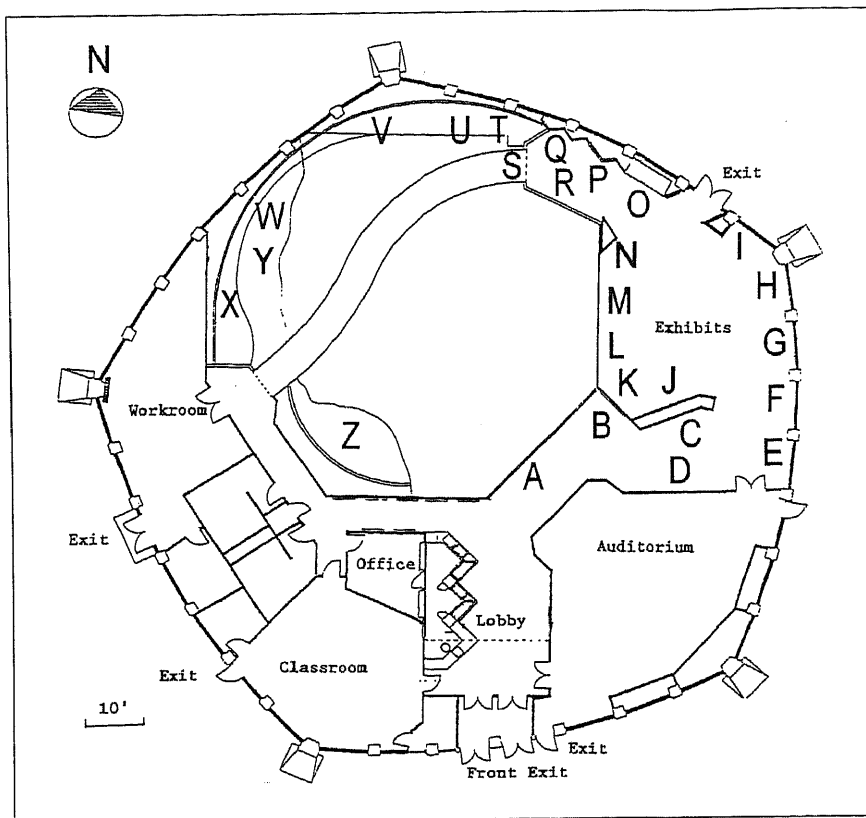 N
V U T
Q
S
R P
O
Exit
W
Y
X
I
N
H
M
Exhibits
G
L
K J
F
B
C
E
A
D
Z
Workroom
Exit
Office
Auditorium
Lobby
Classroom
Exit
10'
Exit
Front Exit